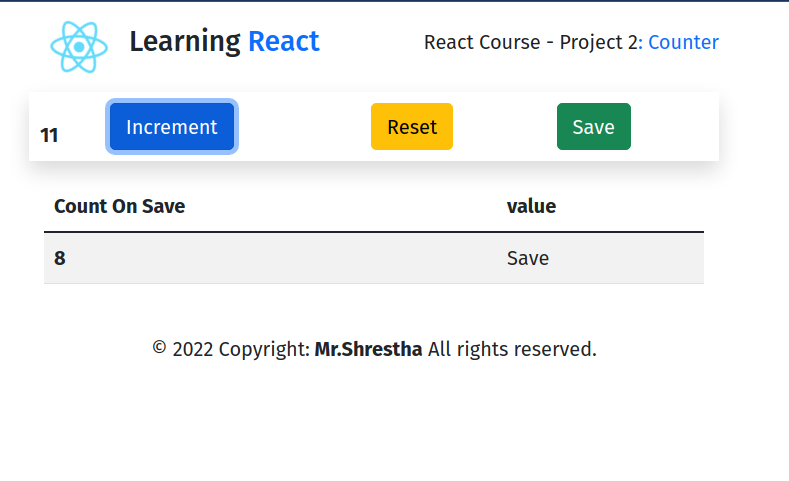 Learning React
React Course - Project 2: Counter
11 Increment Reset Save
Count On Save value
8 Save
© 2022 Copyright: Mr.Shrestha All rights reserved.